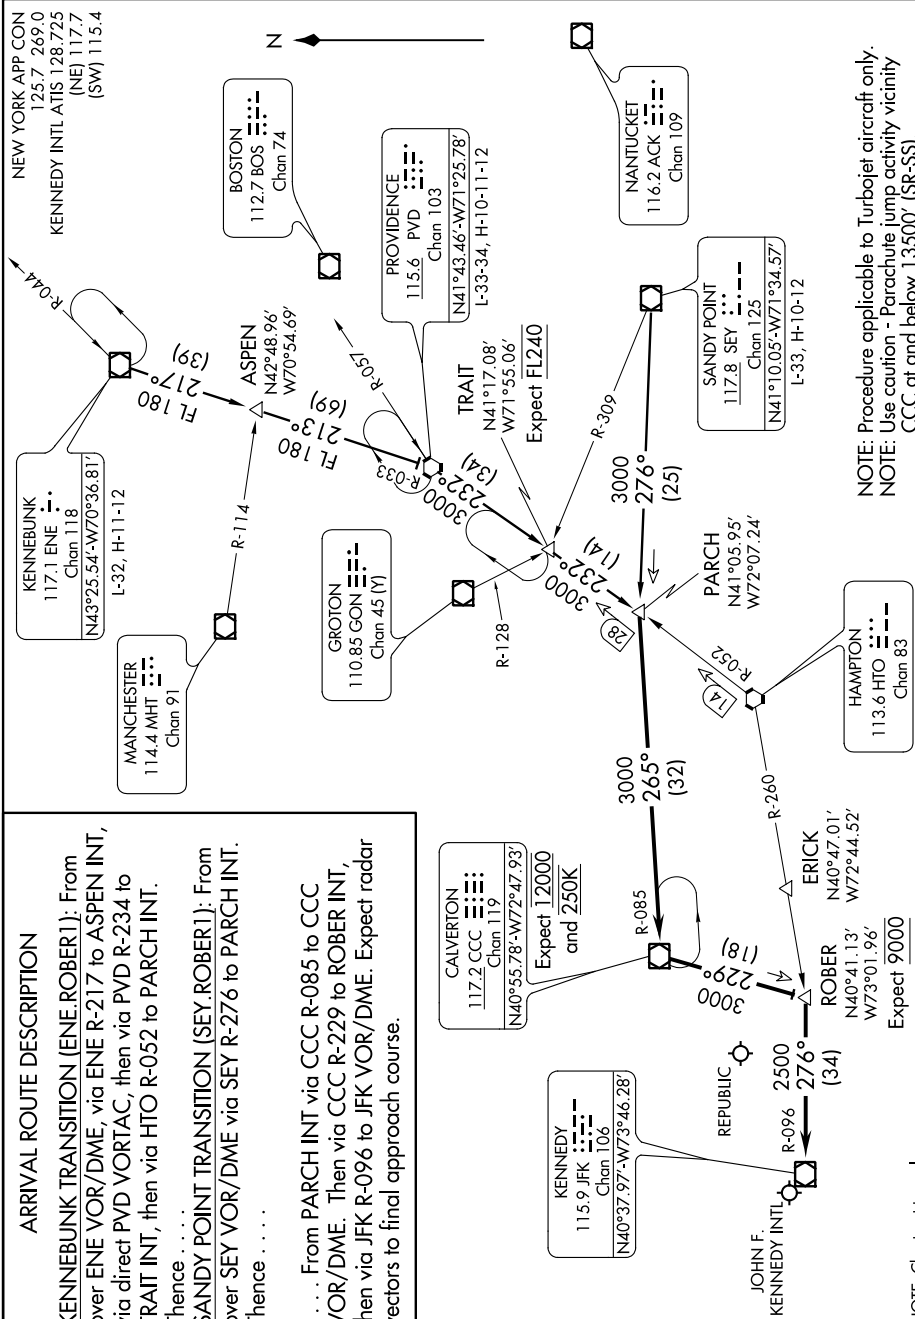 NEW YORK APP CON
125.7 269.0
KENNEDY INTL ATIS 128.725
(NE) 117.7
(SW) 115.4
ARRIVAL ROUTE DESCRIPTION
KENNEBUNK TRANSITION (ENE.ROBER1): From
over ENE VOR/DME, via ENE R-217 to ASPEN INT,
via direct PVD VORTAC, then via PVD R-234 to
TRAIT INT, then via HTO R-052 to PARCH INT.
thence . . . .
SANDY POINT TRANSITION (SEY.ROBER1): From
over SEY VOR/DME via SEY R-276 to PARCH INT.
thence . . . .
. . . From PARCH INT via CCC R-085 to CCC
VOR/DME. Then via CCC R-229 to ROBER INT,
then via JFK R-096 to JFK VOR/DME. Expect radar
vectors to final approach course.
KENNEBUNK
117.1 ENE
Chan 118
N43°25.54'-W70°36.81'
L-32, H-11-12
R-044
FL 180
217°
(39)
MANCHESTER
114.4 MHT
Chan 91
R-114
ASPEN
N42°48.96'
W70°54.69'
FL 180
213°
(69)
BOSTON
112.7 BOS
Chan 74
N
R-057
R-033
PROVIDENCE
115.6 PVD
Chan 103
N41°43.46'-W71°25.78'
L-33-34, H-10-11-12
3000
232°
(34)
GROTON
110.85 GON
Chan 45 (Y)
R-128
TRAIT
N41°17.08'
W71°55.06'
Expect FL240
R-309
NANTUCKET
116.2 ACK
Chan 109
SANDY POINT
117.8 SEY
Chan 125
N41°10.05'-W71°34.57'
L-33, H-10-12
3000
232°
(14)
28
3000
276°
(25)
PARCH
N41°05.95'
W72°07.24'
R-052
14
HAMPTON
113.6 HTO
Chan 83
3000
265°
(32)
R-085
CALVERTON
117.2 CCC
Chan 119
N40°55.78'-W72°47.93'
Expect 12000
and 250K
3000
229°
(18)
R-260
ERICK
N40°47.01'
W72°44.52'
ROBER
N40°41.13'
W73°01.96'
Expect 9000
2500
276°
(34)
R-096
REPUBLIC
KENNEDY
115.9 JFK
Chan 106
N40°37.97'-W73°46.28'
JOHN F.
KENNEDY INTL
NOTE: Procedure applicable to Turbojet aircraft only.
NOTE: Use caution - Parachute jump activity vicinity
CCC at and below 13500' (SR-SS)